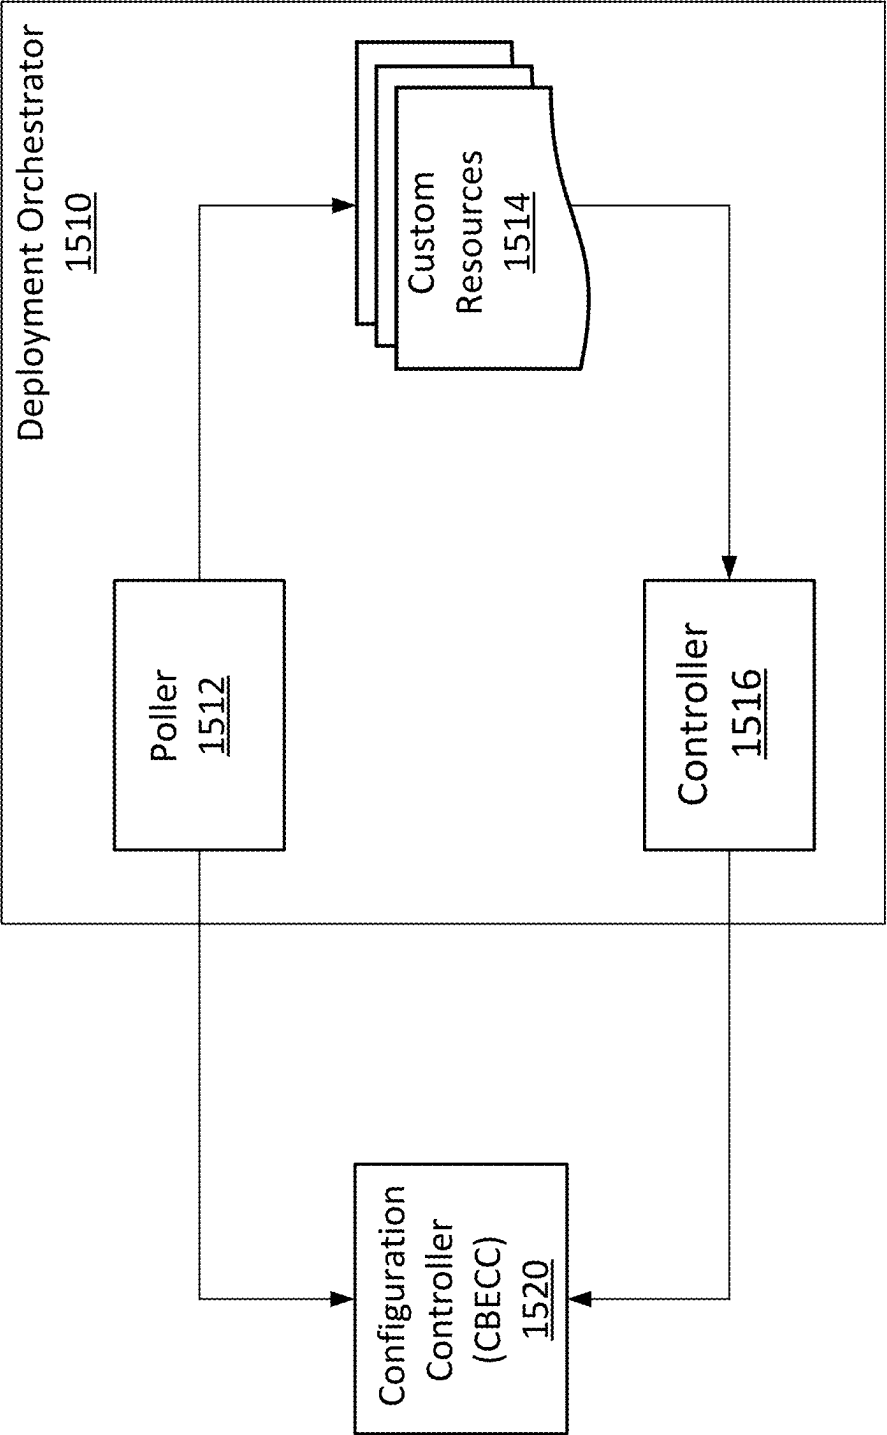 Deployment Orchestrator
1510
Poller
1512
Custom
Resources
1514
Controller
1516
Configuration
Controller
(CBECC)
1520